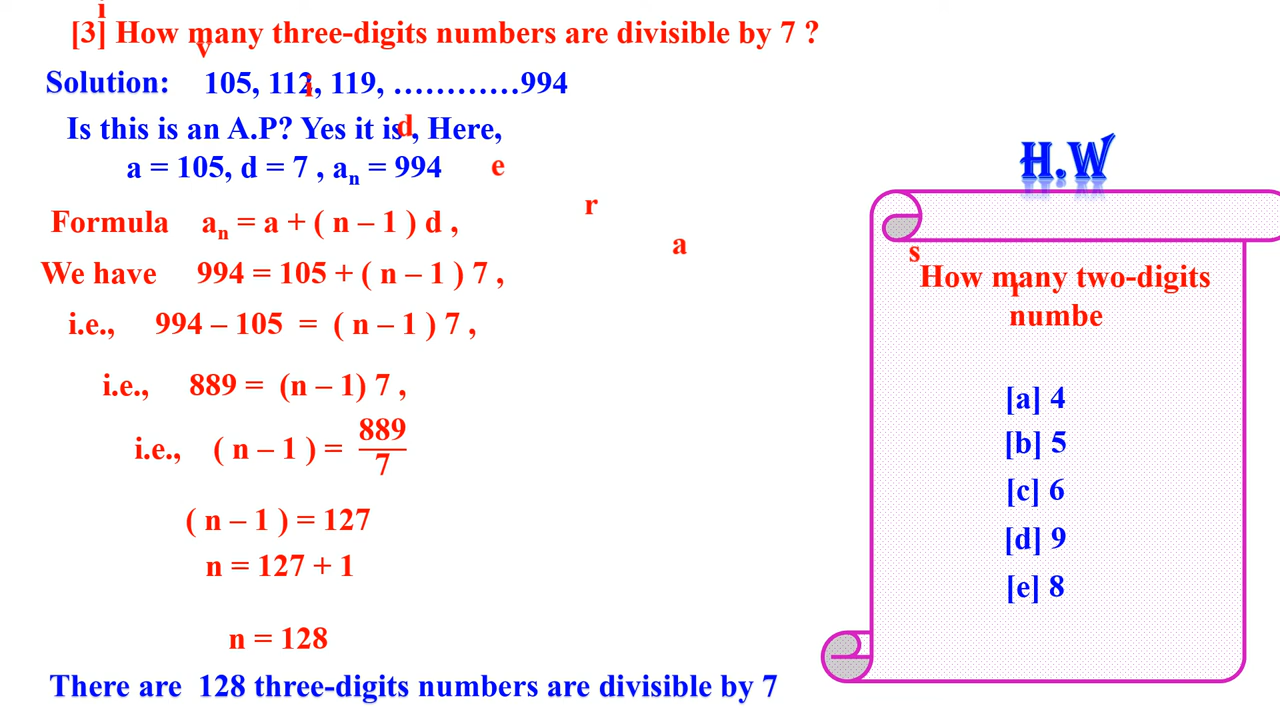 [3] How many three-digits numbers are divisible by 7 ?
Solution: 105, 112, 119, …………994
Is this is an A.P? Yes it is , Here,
a = 105, d = 7 , an = 994
Formula an = a + ( n – 1 ) d ,
We have 994 = 105 + ( n – 1 ) 7 ,
i.e., 994 – 105 = ( n – 1 ) 7 ,
i.e., 889 = (n – 1) 7 ,
i.e., ( n – 1 ) = 889/7
( n – 1 ) = 127
n = 127 + 1
n = 128
There are 128 three-digits numbers are divisible by 7
i
v
i
d
e
r
a
s
r
H.W
How many two-digits
numbe
[a] 4
[b] 5
[c] 6
[d] 9
[e] 8